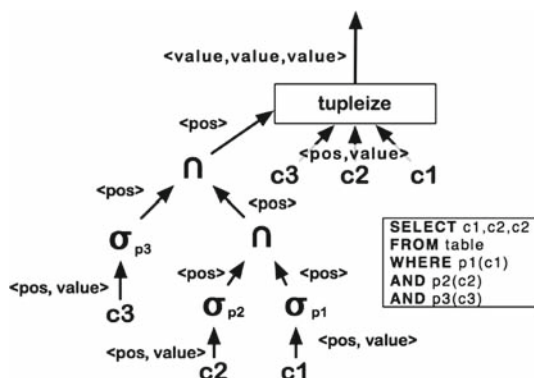 <value,value,value>
tupleize
<pos>
<pos,value>
∩
c3 c2 c1
<pos>
<pos>
σp3
∩
SELECT c1,c2,c2
FROM table
WHERE p1(c1)
AND p2(c2)
AND p3(c3)
<pos>
<pos>
<pos, value>
σp2
σp1
c3
<pos, value>
<pos, value>
c2
c1